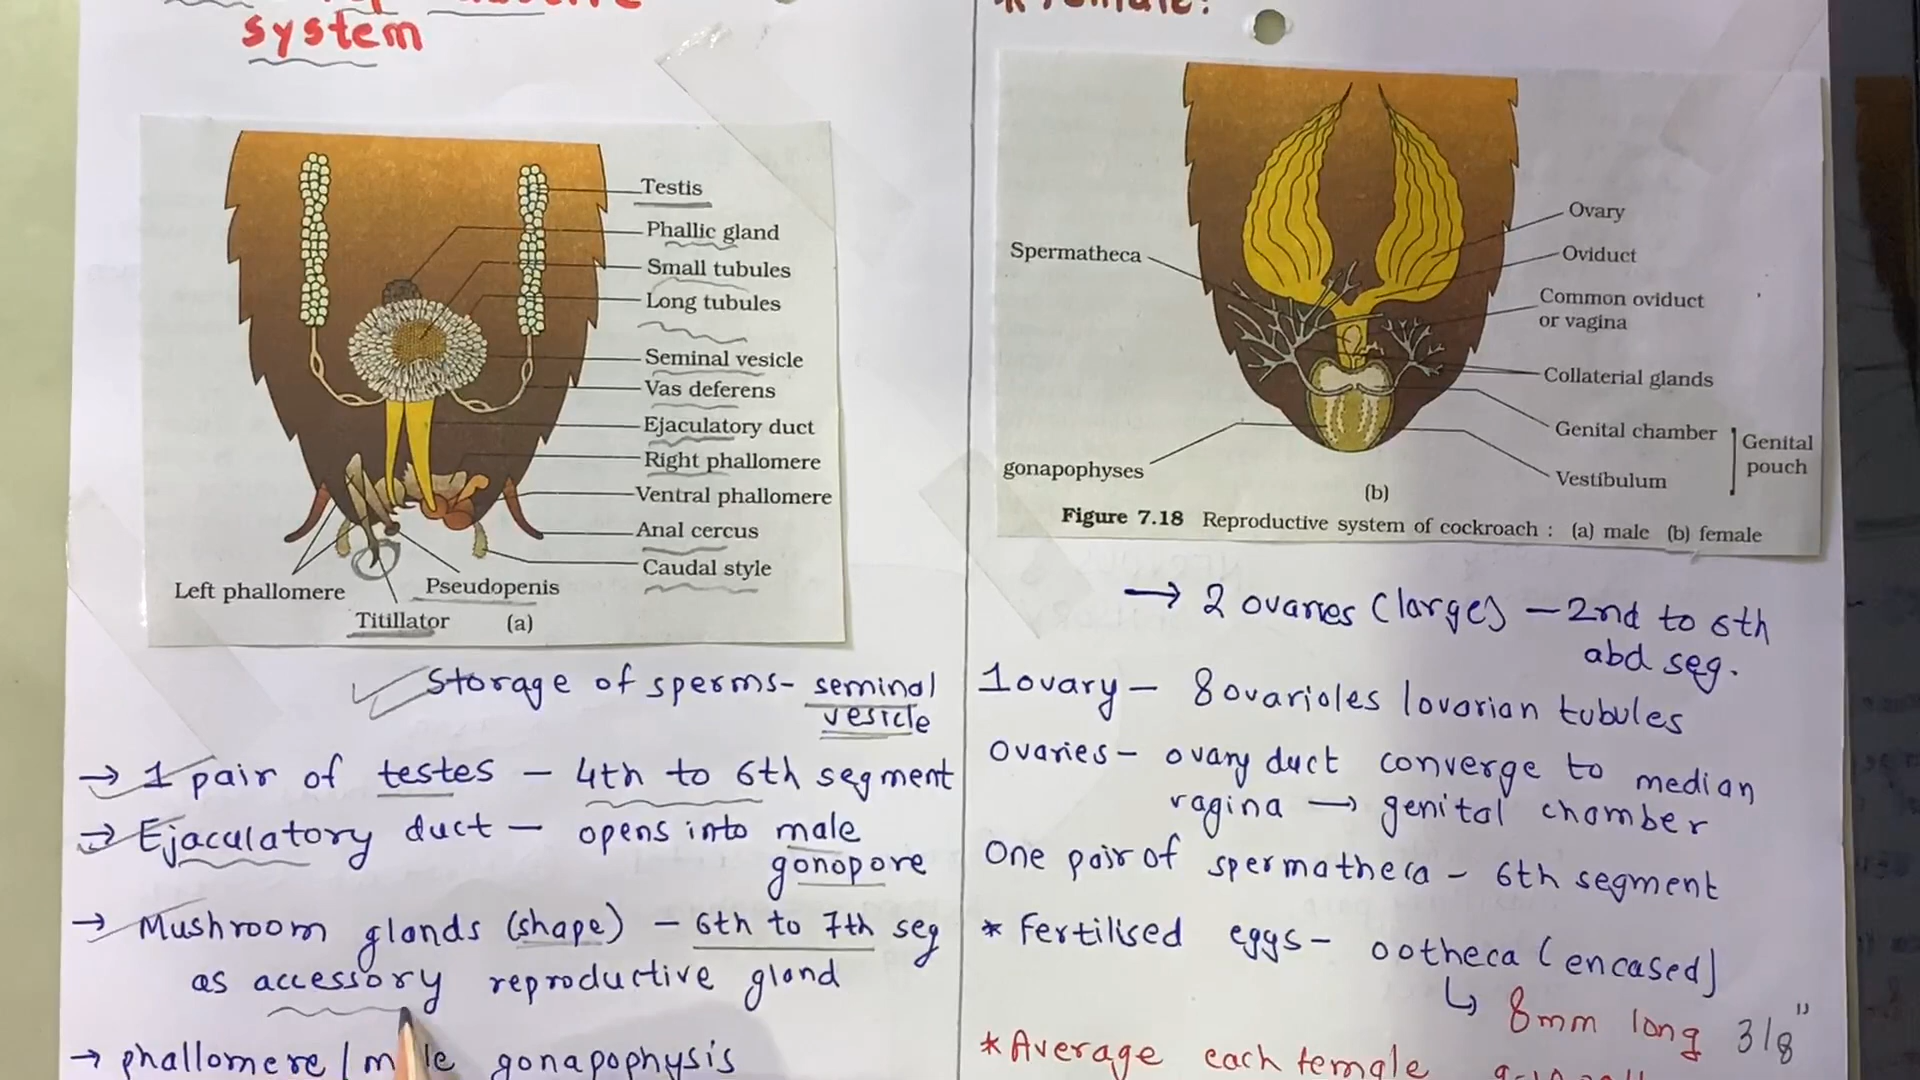 system
Testis
Phallic gland
Small tubules
Long tubules
Seminal vesicle
Vas deferens
Ejaculatory duct
Right phallomere
Ventral phallomere
Anal cercus
Caudal style
Left phallomere
Pseudopenis
Titillator
(a)
Storage of sperms- seminal
vesicle
→ 1 pair of testes - 4th to 6th segment
→ Ejaculatory duct - opens into male
gonopore
→ Mushroom glands (shape) - 6th to 7th seg
as accessory reproductive gland
→ phallomere / gonapophysis
Female:
Spermatheca
Ovary
Oviduct
Common oviduct
or vagina
Collaterial glands
Genital chamber
Genital
pouch
Vestibulum
gonapophyses
(b)
Figure 7.18 Reproductive system of cockroach : (a) male (b) female
→ 2 ovaries (large) - 2nd to 6th
abd seg.
1 ovary - 8 ovarioles / ovarian tubules
ovaries - ovary duct converge to median
vagina → genital chamber
One pair of spermatheca - 6th segment
* Fertilised eggs - ootheca (encased)
↳ 8mm long 3/8"
* Average each female